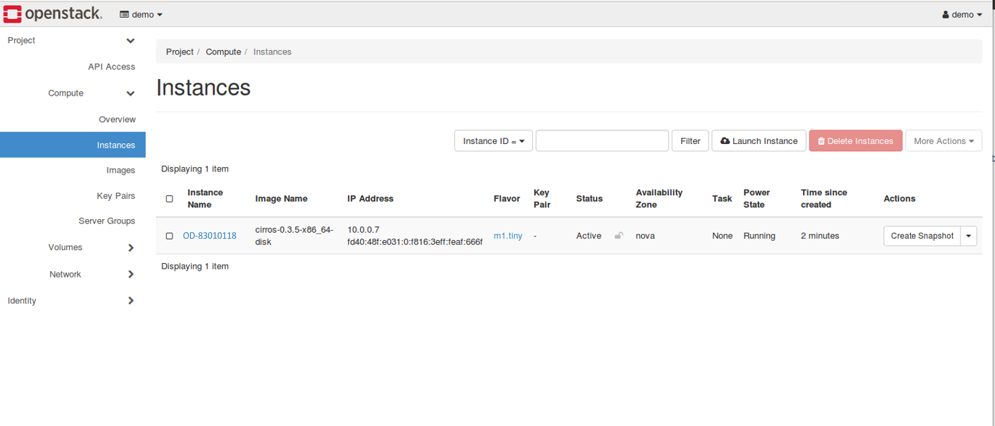 openstack. demo demo
Project
API Access
Compute
Overview
Instances
Images
Key Pairs
Server Groups
Volumes
Network
Identity
Project / Compute / Instances
Instances
Instance ID = Filter Launch Instance Delete Instances More Actions
Displaying 1 item
Instance Name Image Name IP Address Flavor Key Pair Status Availability Zone Task Power State Time since created Actions
OD-83010118 cirros-0.3.5-x86_64-disk 10.0.0.7 fd40:48f:e031:0:f816:3eff:feaf:666f m1.tiny - Active nova None Running 2 minutes Create Snapshot
Displaying 1 item